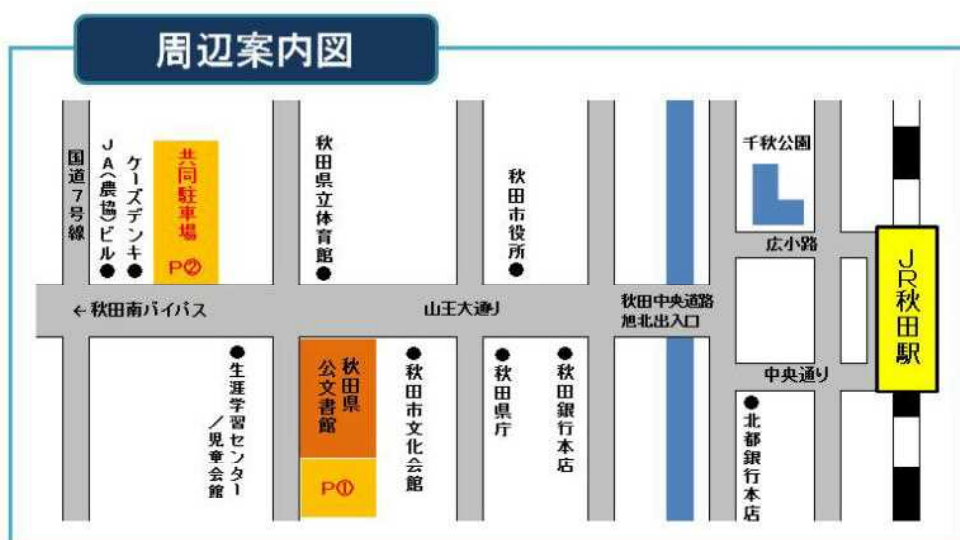 周辺案内図
国道7号線
JA(農協)ビル●
ケーズデンキ●
共同駐車場
P②
秋田県立体育館●
秋田市役所●
千秋公園
広小路
JR秋田駅
←秋田南バイパス
山王大通り
秋田中央道路
旭北出入口
中央通り
●生涯学習センター
/児童会館
秋田県
公文書館
P①
●秋田市文化会館
●秋田県庁
●秋田銀行本店
●北都銀行本店